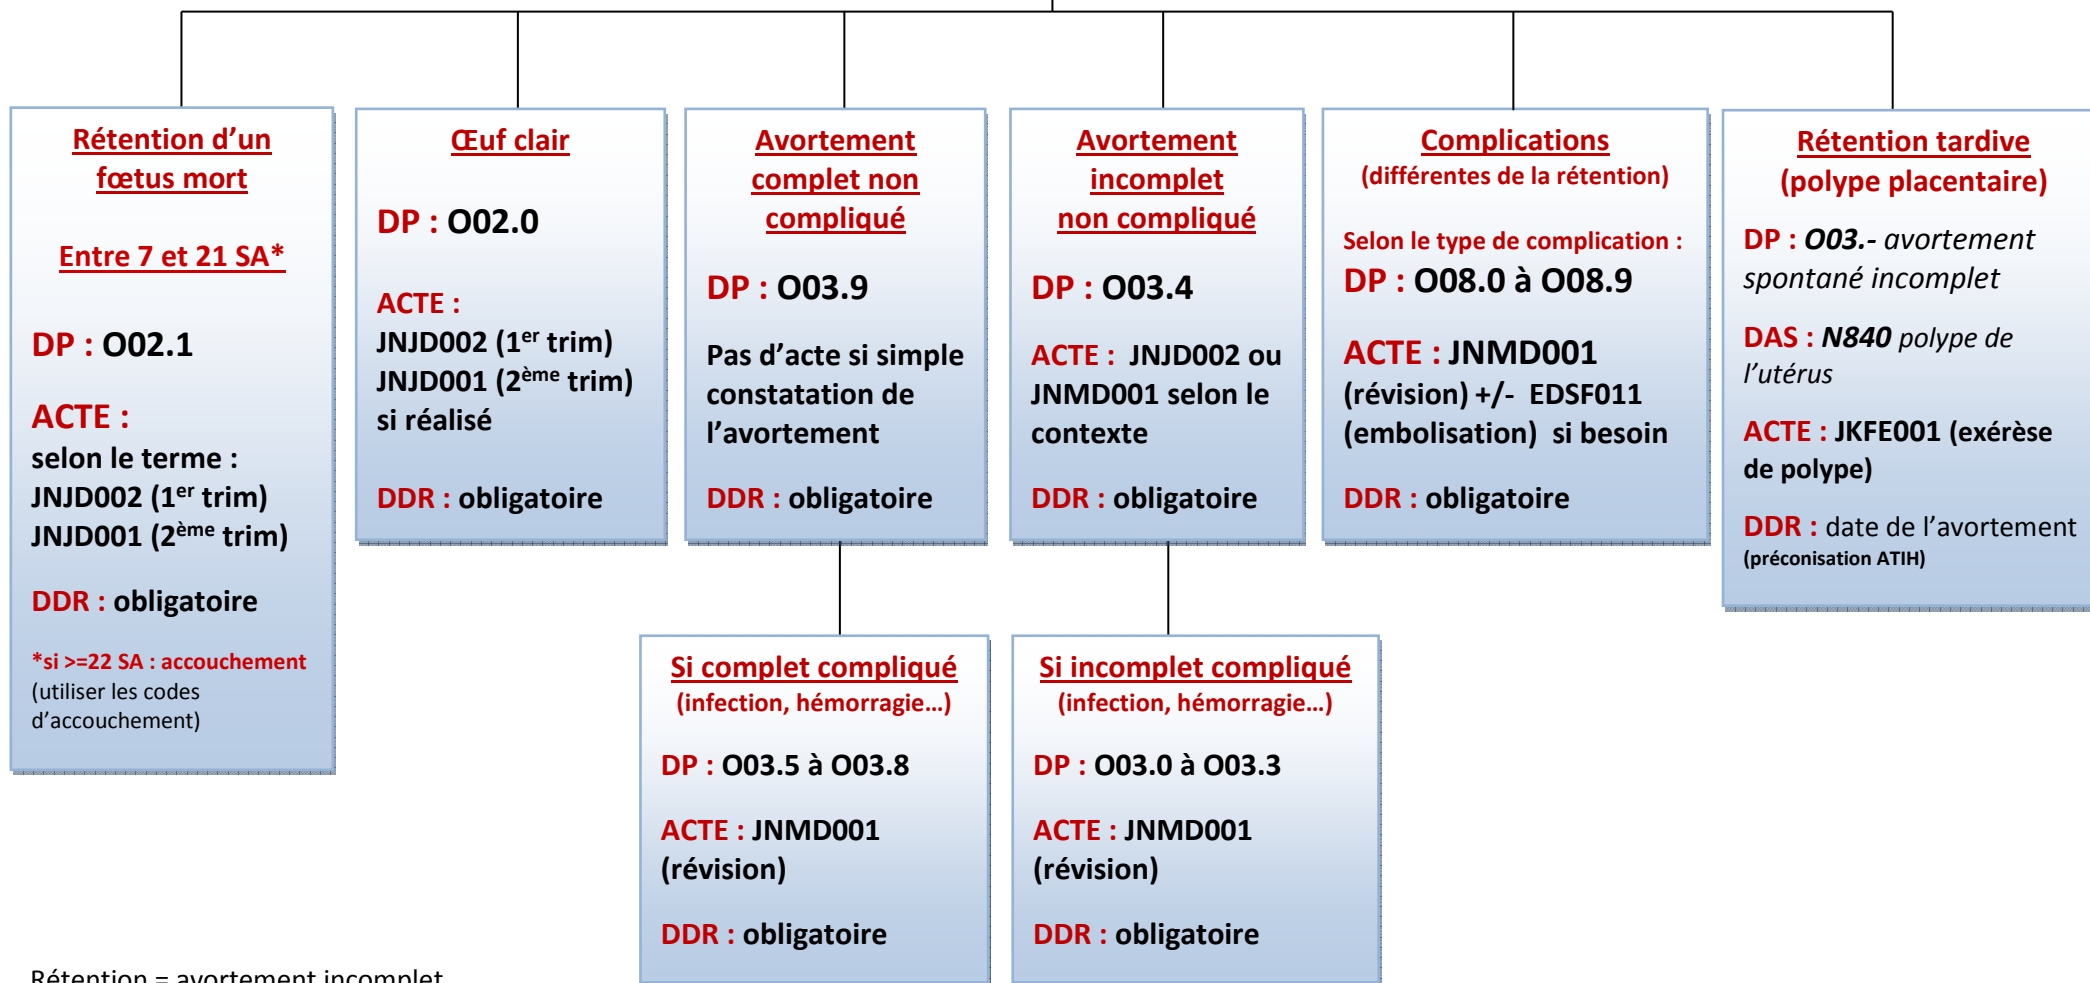 Rétention d’un
fœtus mort
Entre 7 et 21 SA*
DP : O02.1
ACTE :
selon le terme :
JNJD002 (1er trim)
JNJD001 (2ème trim)
DDR : obligatoire
*si >=22 SA : accouchement
(utiliser les codes
d’accouchement)
Œuf clair
DP : O02.0
ACTE :
JNJD002 (1er trim)
JNJD001 (2ème trim)
si réalisé
DDR : obligatoire
Avortement
complet non
compliqué
DP : O03.9
Pas d’acte si simple
constatation de
l’avortement
DDR : obligatoire
Avortement
incomplet
non compliqué
DP : O03.4
ACTE : JNJD002 ou
JNMD001 selon le
contexte
DDR : obligatoire
Complications
(différentes de la rétention)
Selon le type de complication :
DP : O08.0 à O08.9
ACTE : JNMD001
(révision) +/- EDSF011
(embolisation) si besoin
DDR : obligatoire
Rétention tardive
(polype placentaire)
DP : O03.- avortement
spontané incomplet
DAS : N840 polype de
l’utérus
ACTE : JKFE001 (exérèse
de polype)
DDR : date de l’avortement
(préconisation ATIH)
Si complet compliqué
(infection, hémorragie…)
DP : O03.5 à O03.8
ACTE : JNMD001
(révision)
DDR : obligatoire
Si incomplet compliqué
(infection, hémorragie…)
DP : O03.0 à O03.3
ACTE : JNMD001
(révision)
DDR : obligatoire
Rétention = avortement incomplet